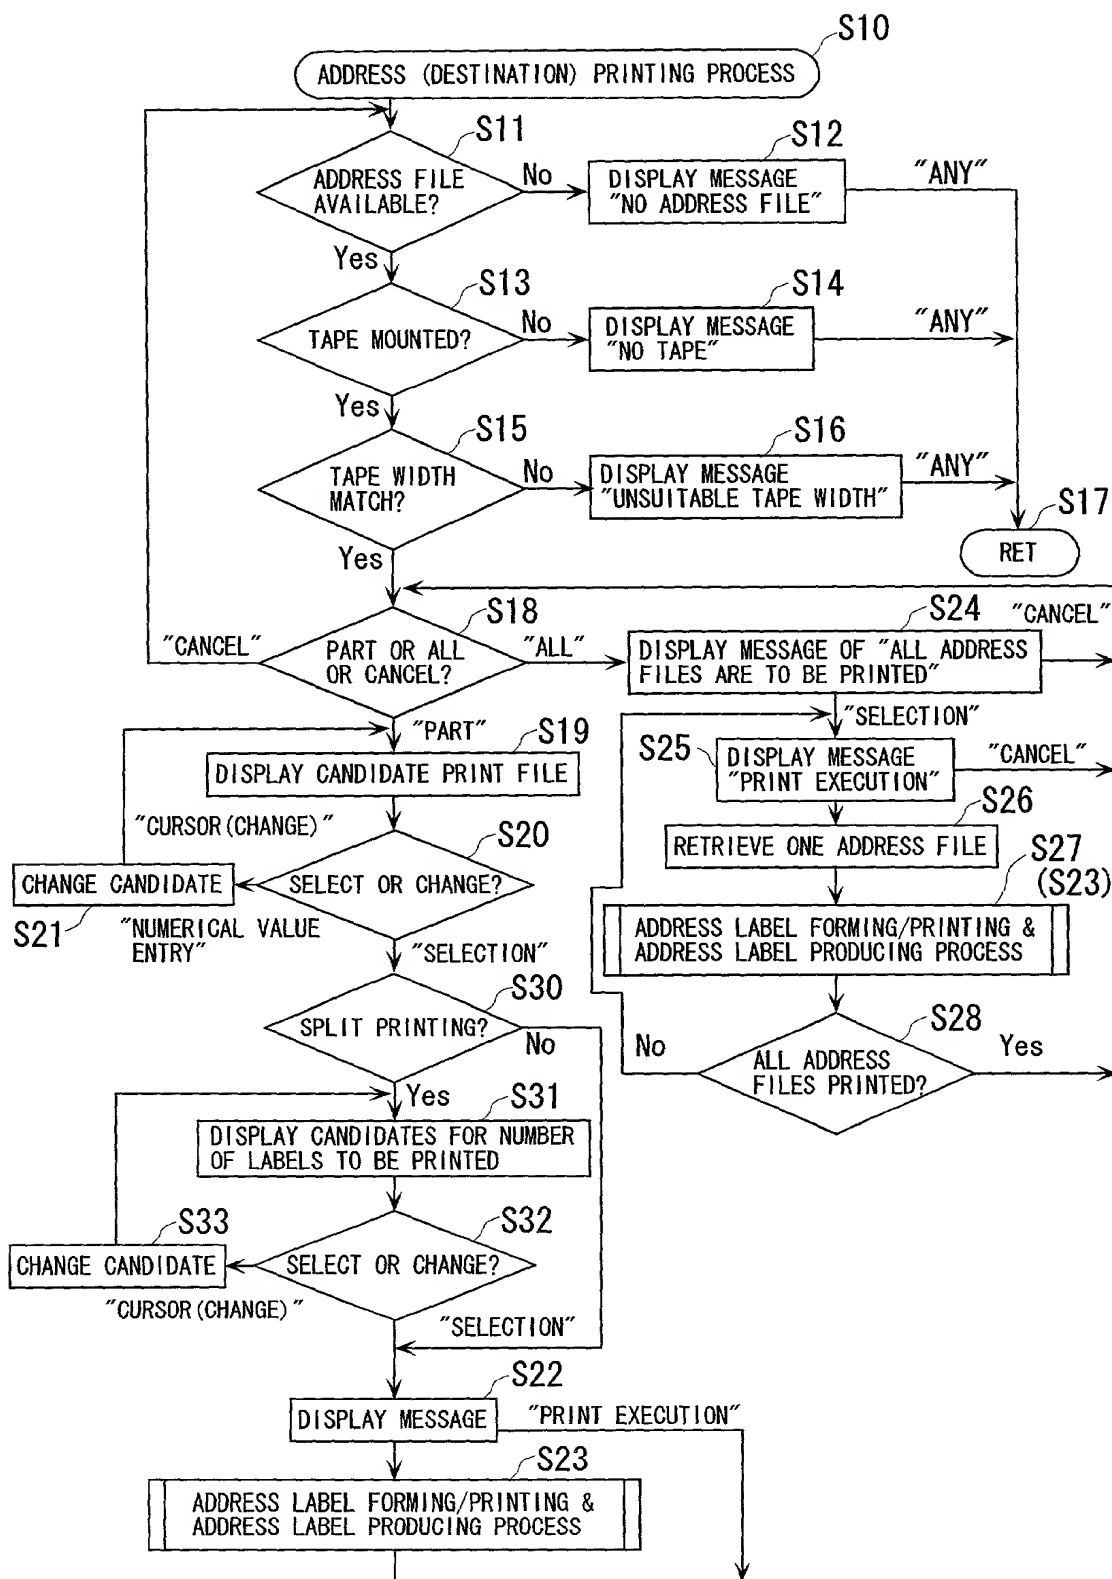 S10
ADDRESS (DESTINATION) PRINTING PROCESS
S11
ADDRESS FILE
AVAILABLE?
No
S12
DISPLAY MESSAGE
"NO ADDRESS FILE"
"ANY"
Yes
S13
TAPE MOUNTED?
No
S14
DISPLAY MESSAGE
"NO TAPE"
"ANY"
Yes
S15
TAPE WIDTH
MATCH?
No
S16
DISPLAY MESSAGE
"UNSUITABLE TAPE WIDTH"
"ANY"
S17
RET
Yes
S18
"CANCEL"
PART OR ALL
OR CANCEL?
"ALL"
S24
DISPLAY MESSAGE OF "ALL ADDRESS
FILES ARE TO BE PRINTED"
"CANCEL"
"PART"
S19
DISPLAY CANDIDATE PRINT FILE
"SELECTION"
S25
DISPLAY MESSAGE
"PRINT EXECUTION"
"CANCEL"
"CURSOR(CHANGE)"
S20
SELECT OR CHANGE?
CHANGE CANDIDATE
S21
"NUMERICAL VALUE
ENTRY"
S26
RETRIEVE ONE ADDRESS FILE
S27
(S23)
ADDRESS LABEL FORMING/PRINTING &
ADDRESS LABEL PRODUCING PROCESS
"SELECTION"
S30
SPLIT PRINTING?
No
S28
No
ALL ADDRESS
FILES PRINTED?
Yes
Yes
S31
DISPLAY CANDIDATES FOR NUMBER
OF LABELS TO BE PRINTED
S32
SELECT OR CHANGE?
S33
CHANGE CANDIDATE
"CURSOR(CHANGE)"
"SELECTION"
S22
DISPLAY MESSAGE
"PRINT EXECUTION"
S23
ADDRESS LABEL FORMING/PRINTING &
ADDRESS LABEL PRODUCING PROCESS